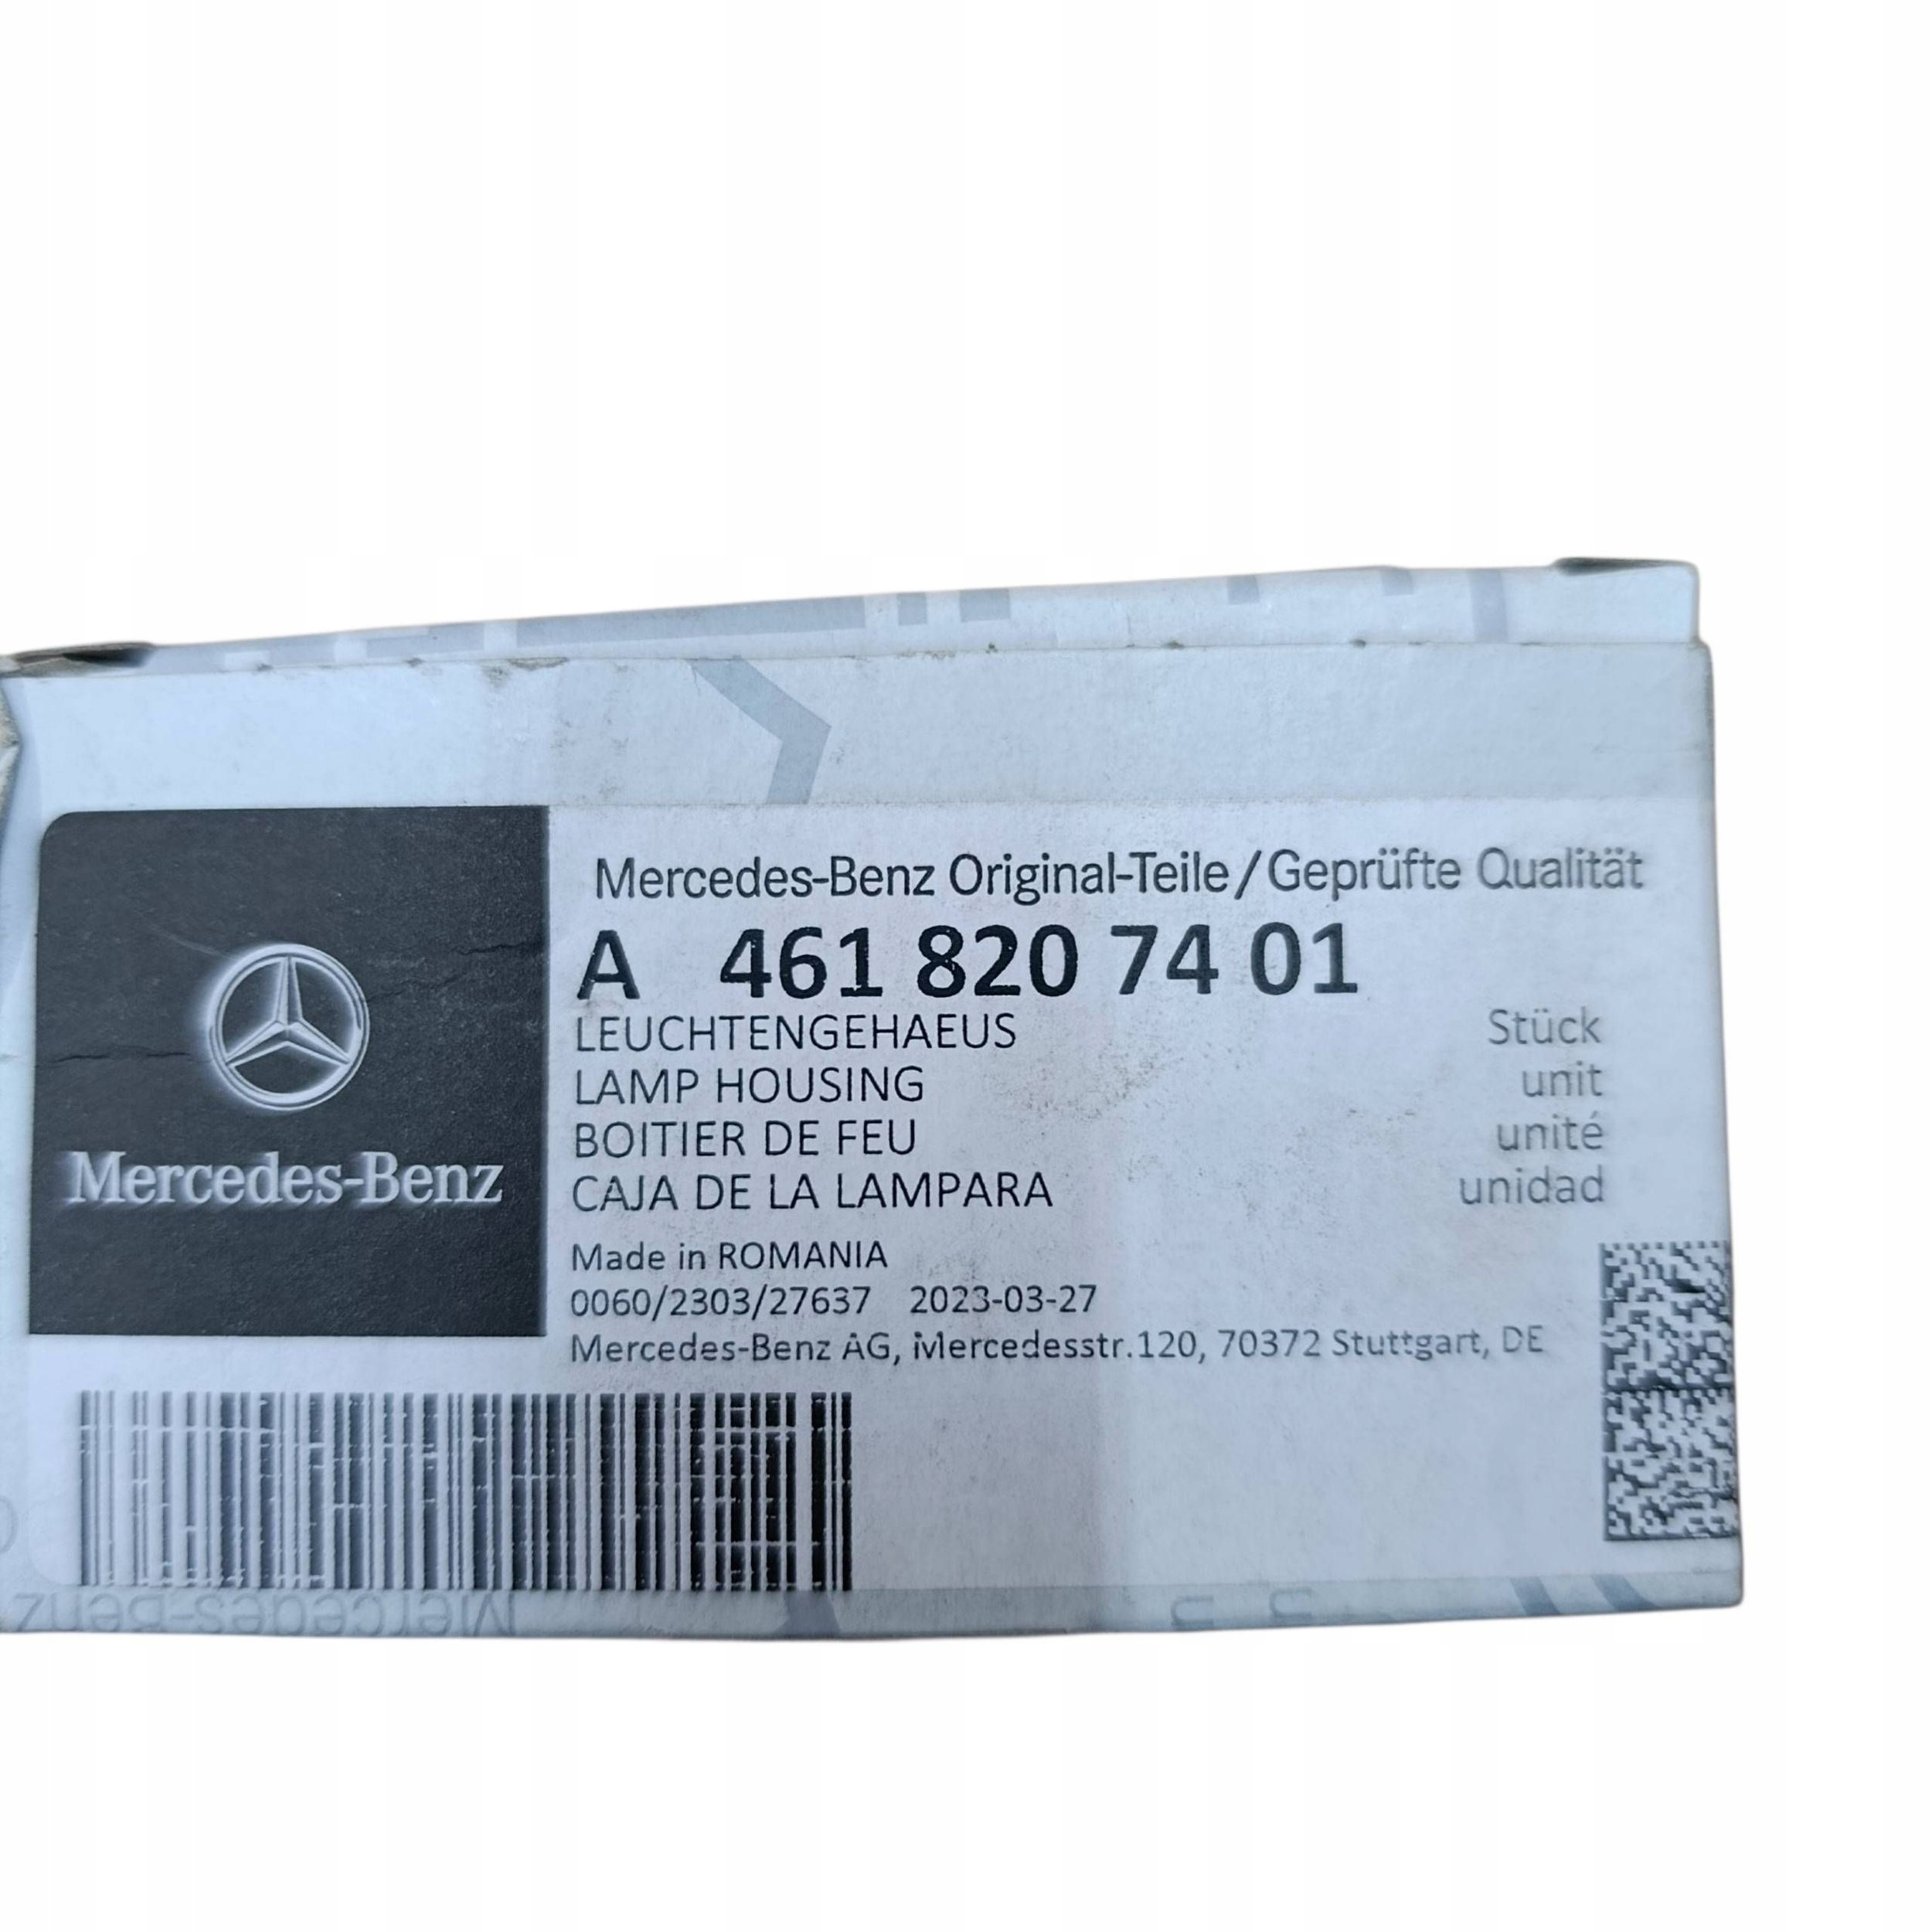 Mercedes-Benz Original-Teile/Geprüfte Qualität
A 461 820 74 01
LEUCHTENGEHAEUS Stück
LAMP HOUSING unit
BOITIER DE FEU unité
CAJA DE LA LAMPARA unidad
Mercedes-Benz
Made in ROMANIA
0060/2303/27637 2023-03-27
Mercedes-Benz AG, Mercedesstr.120, 70372 Stuttgart, DE
Mercedes-Benz